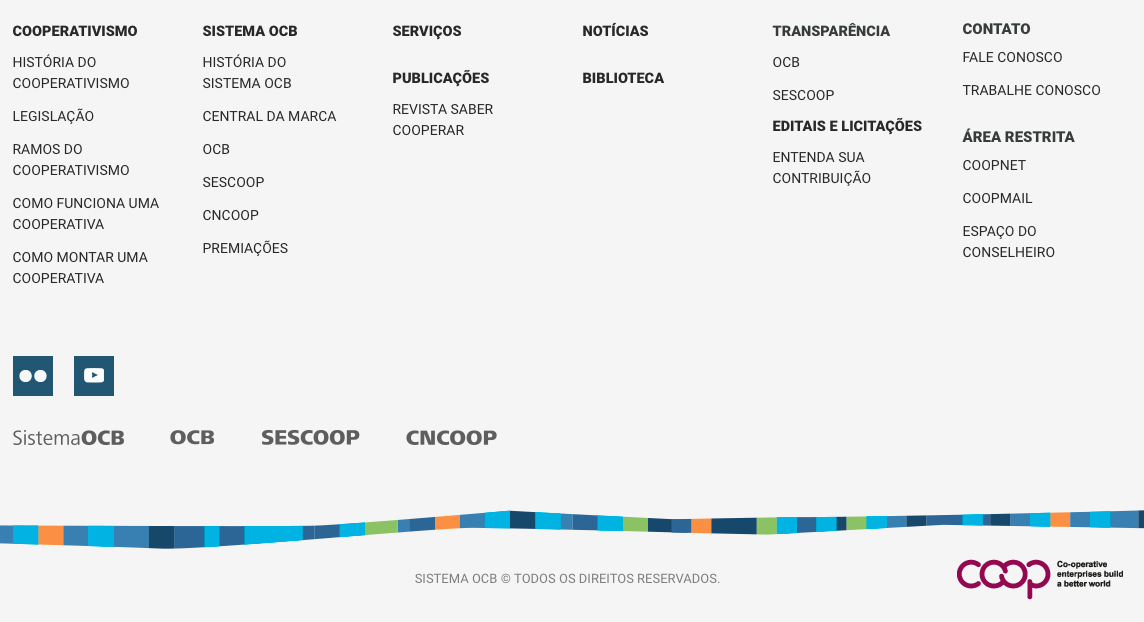 COOPERATIVISMO
HISTÓRIA DO
COOPERATIVISMO
LEGISLAÇÃO
RAMOS DO
COOPERATIVISMO
COMO FUNCIONA UMA
COOPERATIVA
COMO MONTAR UMA
COOPERATIVA
SISTEMA OCB
HISTÓRIA DO
SISTEMA OCB
CENTRAL DA MARCA
OCB
SESCOOP
CNCOOP
PREMIAÇÕES
SERVIÇOS
PUBLICAÇÕES
REVISTA SABER
COOPERAR
NOTÍCIAS
BIBLIOTECA
TRANSPARÊNCIA
OCB
SESCOOP
EDITAIS E LICITAÇÕES
ENTENDA SUA
CONTRIBUIÇÃO
CONTATO
FALE CONOSCO
TRABALHE CONOSCO
ÁREA RESTRITA
COOPNET
COOPMAIL
ESPAÇO DO
CONSELHEIRO
SistemaOCB OCB SESCOOP CNCOOP
SISTEMA OCB © TODOS OS DIREITOS RESERVADOS.
coop
Co-operative
enterprises build
a better world